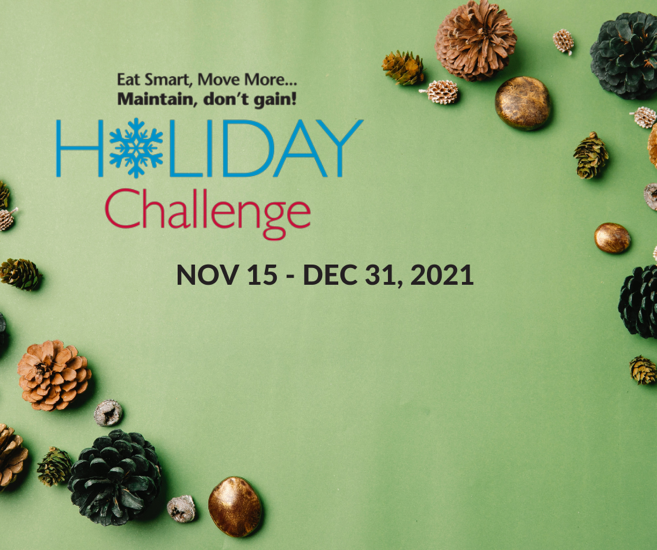 Eat Smart, Move More...
Maintain, don't gain!
HOLIDAY
Challenge
NOV 15 - DEC 31, 2021